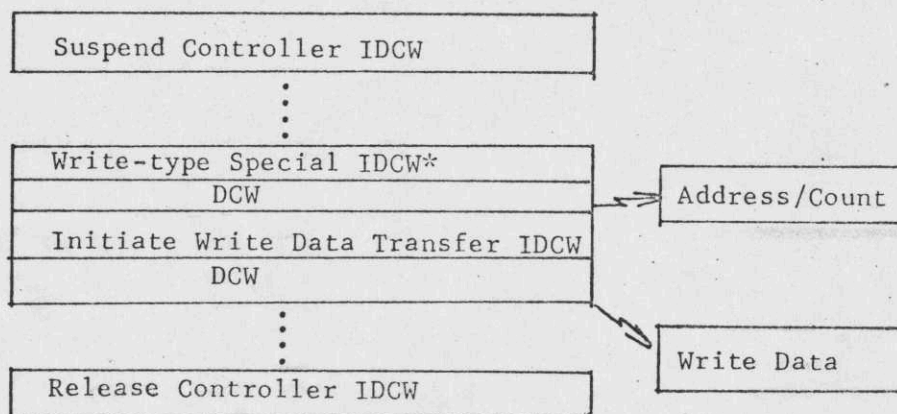 Suspend Controller IDCW
Write-type Special IDCW*
DCW
Address/Count
Initiate Write Data Transfer IDCW
DCW
Write Data
Release Controller IDCW